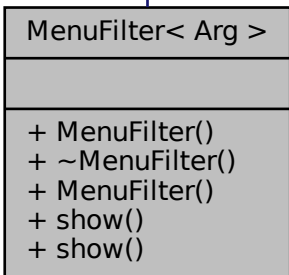 MenuFilter< Arg >
+ MenuFilter()
+ ~MenuFilter()
+ MenuFilter()
+ show()
+ show()